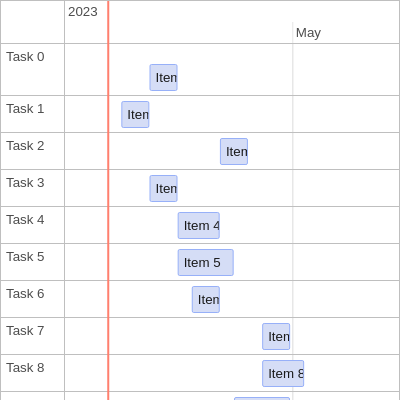 2023
May
Task 0
Iten
Task 1
Iten
Task 2
Iten
Task 3
Iten
Task 4
Item 4
Task 5
Item 5
Task 6
Iten
Task 7
Iten
Task 8
Item 8